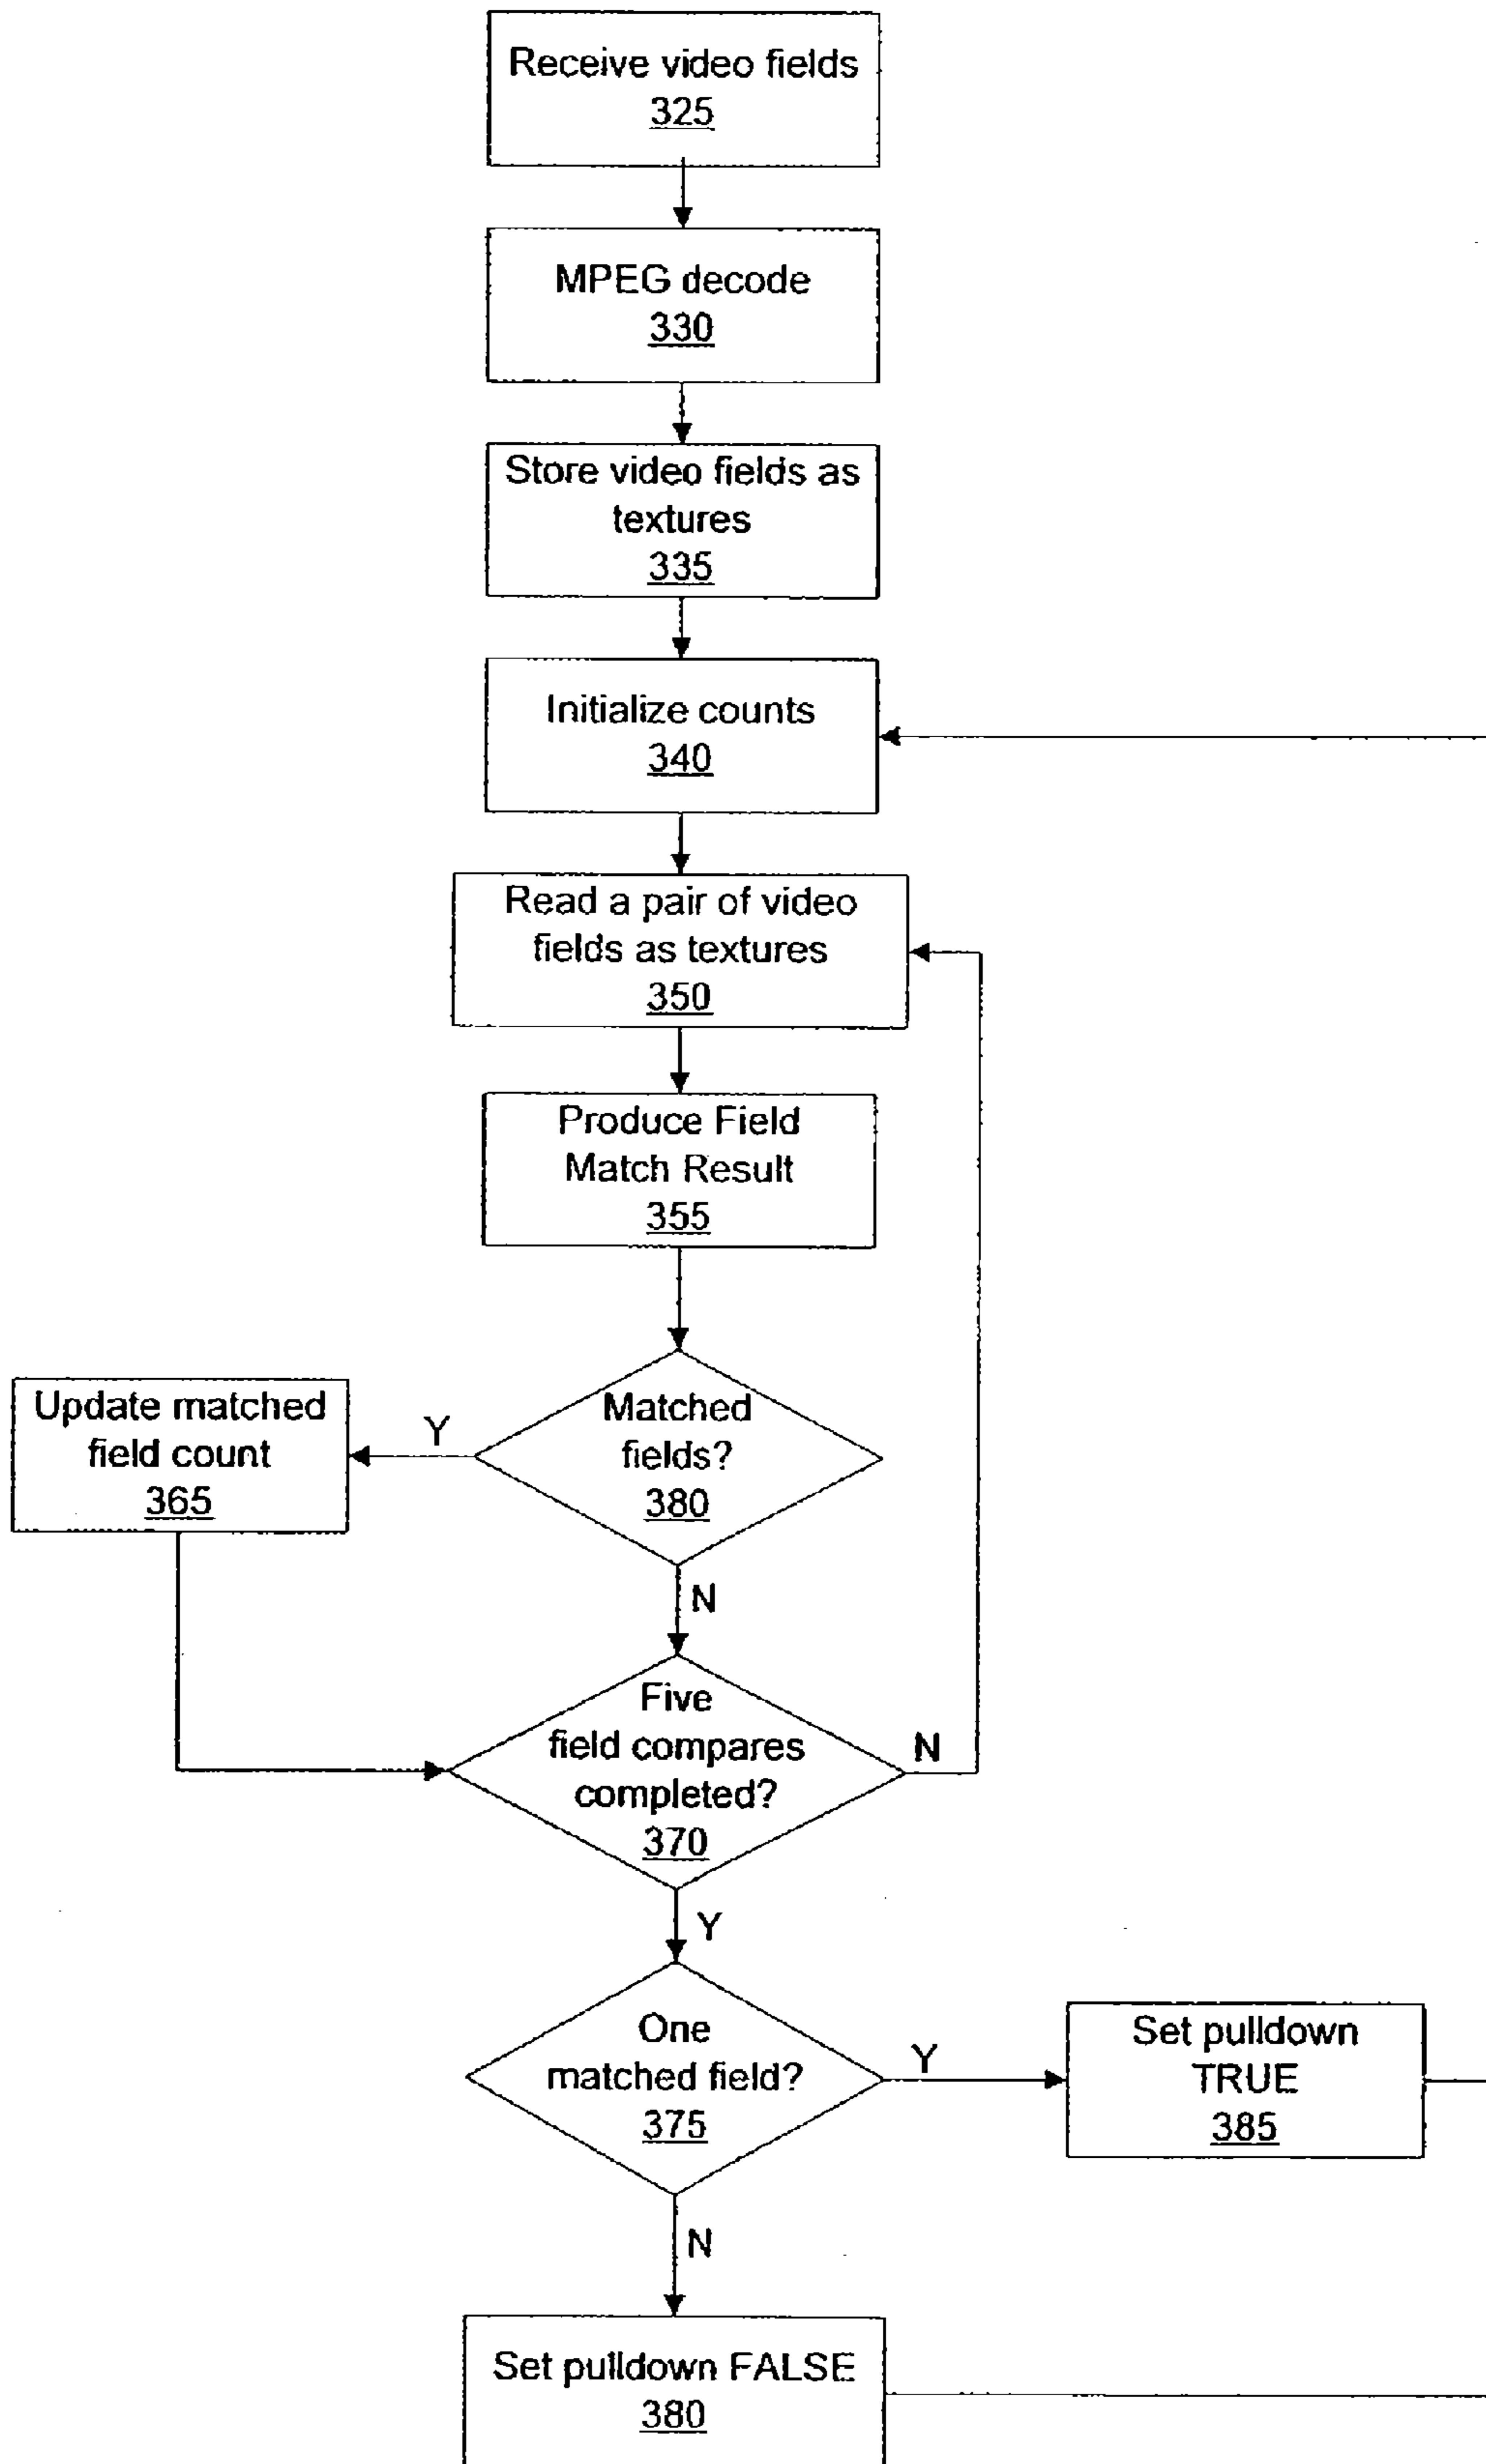 Receive video fields
325
MPEG decode
330
Store video fields as
textures
335
Initialize counts
340
Read a pair of video
fields as textures
350
Produce Field
Match Result
355
Matched
fields?
380
Y
Update matched
field count
365
N
Five
field compares
completed?
370
N
Y
One
matched field?
375
Y
Set pulldown
TRUE
385
N
Set pulldown FALSE
380